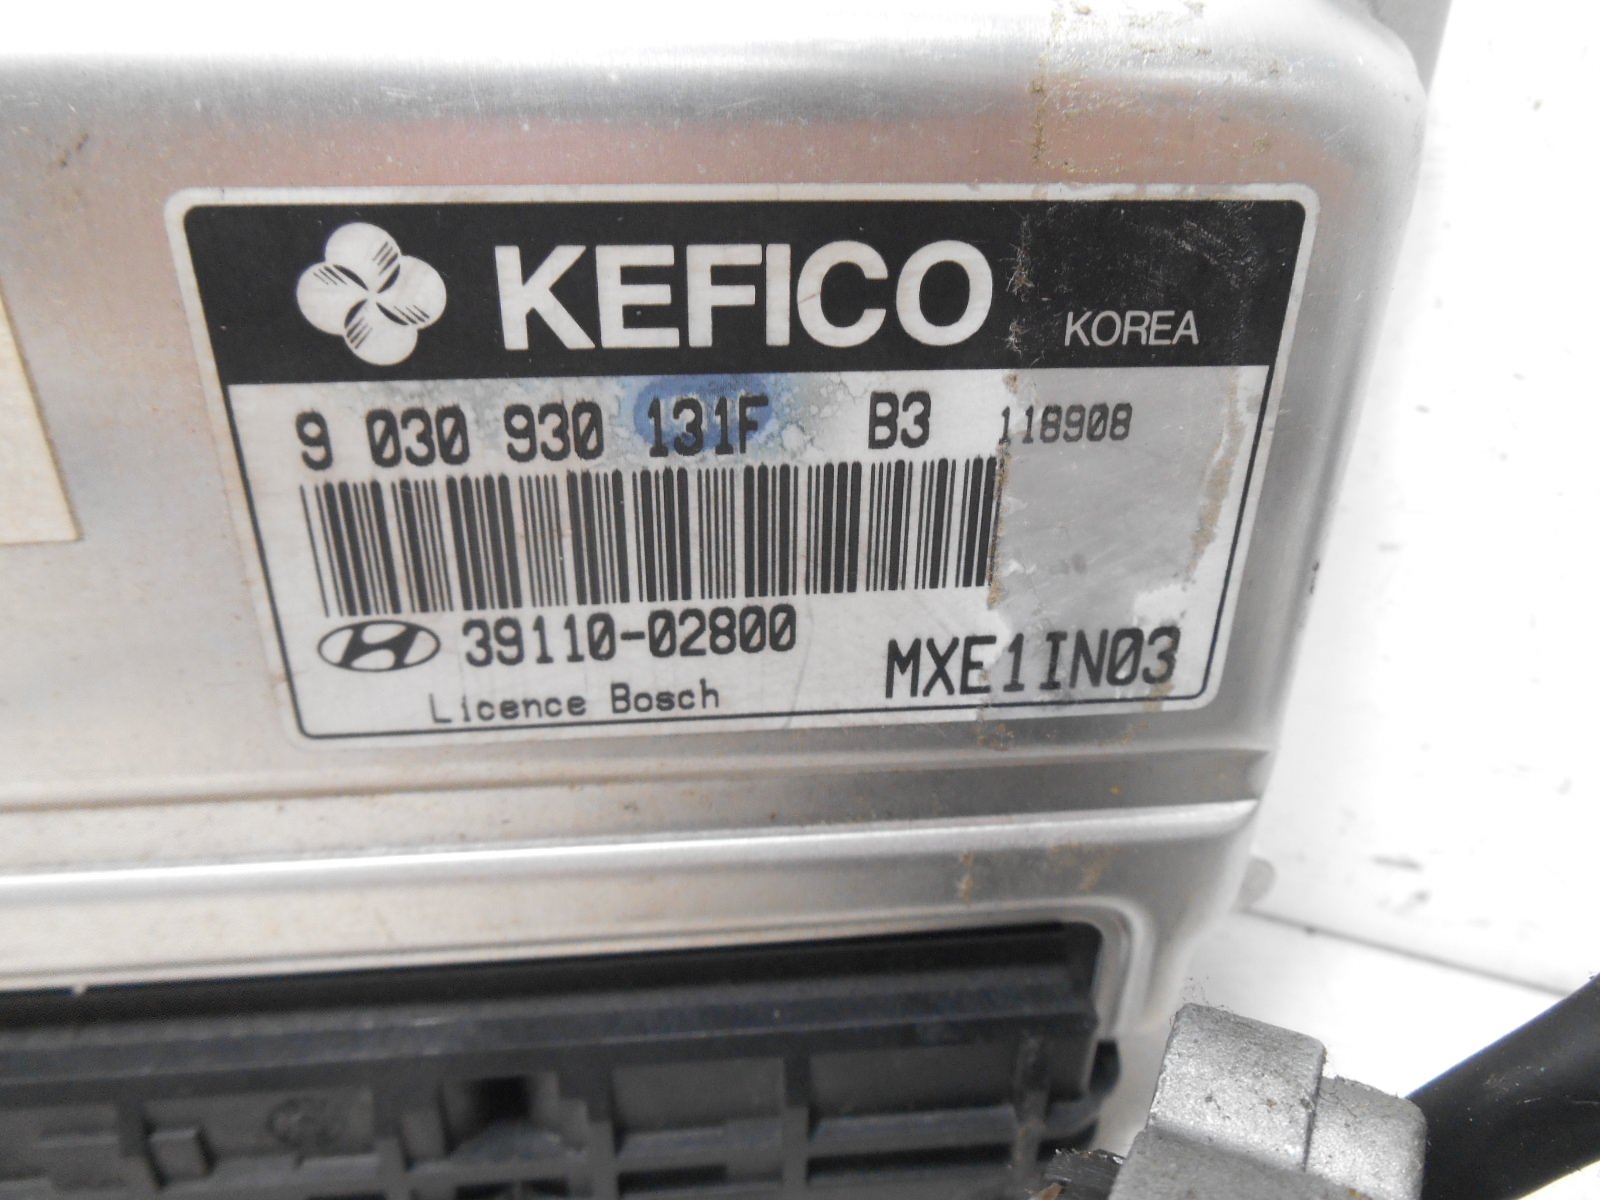 KEFICO KOREA
9 030 930 131F B3 118908
39110-02800 MXE1IN03
Licence Bosch